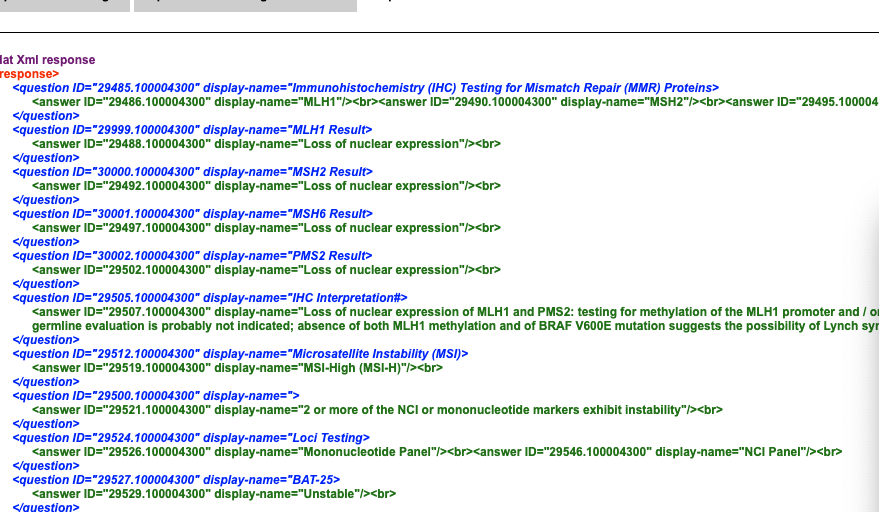 lat Xml response
response>
<question ID="29485.100004300" display-name="Immunohistochemistry (IHC) Testing for Mismatch Repair (MMR) Proteins>
<answer ID="29486.100004300" display-name="MLH1"/><br><answer ID="29490.100004300" display-name="MSH2"/><br><answer ID="29495.100004
</question>
<question ID="29999.100004300" display-name="MLH1 Result>
<answer ID="29488.100004300" display-name="Loss of nuclear expression"/><br>
</question>
<question ID="30000.100004300" display-name="MSH2 Result>
<answer ID="29492.100004300" display-name="Loss of nuclear expression"/><br>
</question>
<question ID="30001.100004300" display-name="MSH6 Result>
<answer ID="29497.100004300" display-name="Loss of nuclear expression"/><br>
</question>
<question ID="30002.100004300" display-name="PMS2 Result>
<answer ID="29502.100004300" display-name="Loss of nuclear expression"/><br>
</question>
<question ID="29505.100004300" display-name="IHC Interpretation#>
<answer ID="29507.100004300" display-name="Loss of nuclear expression of MLH1 and PMS2: testing for methylation of the MLH1 promoter and / or
germline evaluation is probably not indicated; absence of both MLH1 methylation and of BRAF V600E mutation suggests the possibility of Lynch syn
</question>
<question ID="29512.100004300" display-name="Microsatellite Instability (MSI)>
<answer ID="29519.100004300" display-name="MSI-High (MSI-H)"/><br>
</question>
<question ID="29500.100004300" display-name=">
<answer ID="29521.100004300" display-name="2 or more of the NCI or mononucleotide markers exhibit instability"/><br>
</question>
<question ID="29524.100004300" display-name="Loci Testing>
<answer ID="29526.100004300" display-name="Mononucleotide Panel"/><br><answer ID="29546.100004300" display-name="NCI Panel"/><br>
</question>
<question ID="29527.100004300" display-name="BAT-25>
<answer ID="29529.100004300" display-name="Unstable"/><br>
</question>